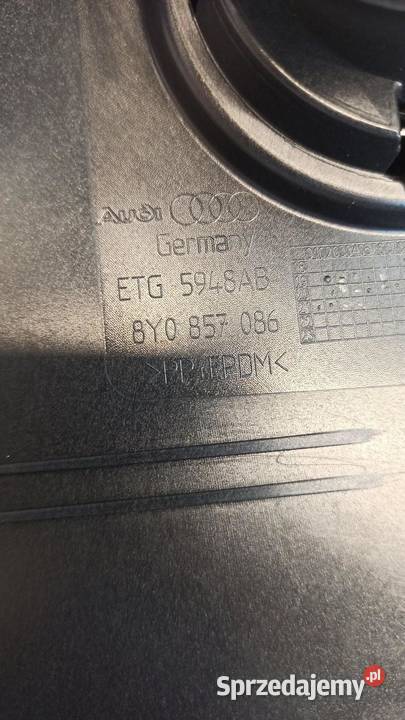 Audi
Germany
ETG 5948AB
8Y0 857 086
>PP+EPDM<
Sprzedajemy.pl